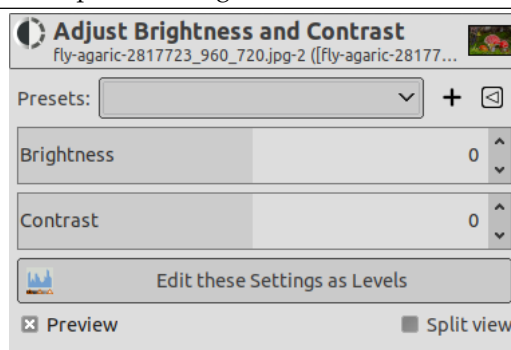 Adjust Brightness and Contrast
fly-agaric-2817723_960_720.jpg-2 ([fly-agaric-28177...
Presets:
Brightness 0
Contrast 0
Edit these Settings as Levels
Preview Split view